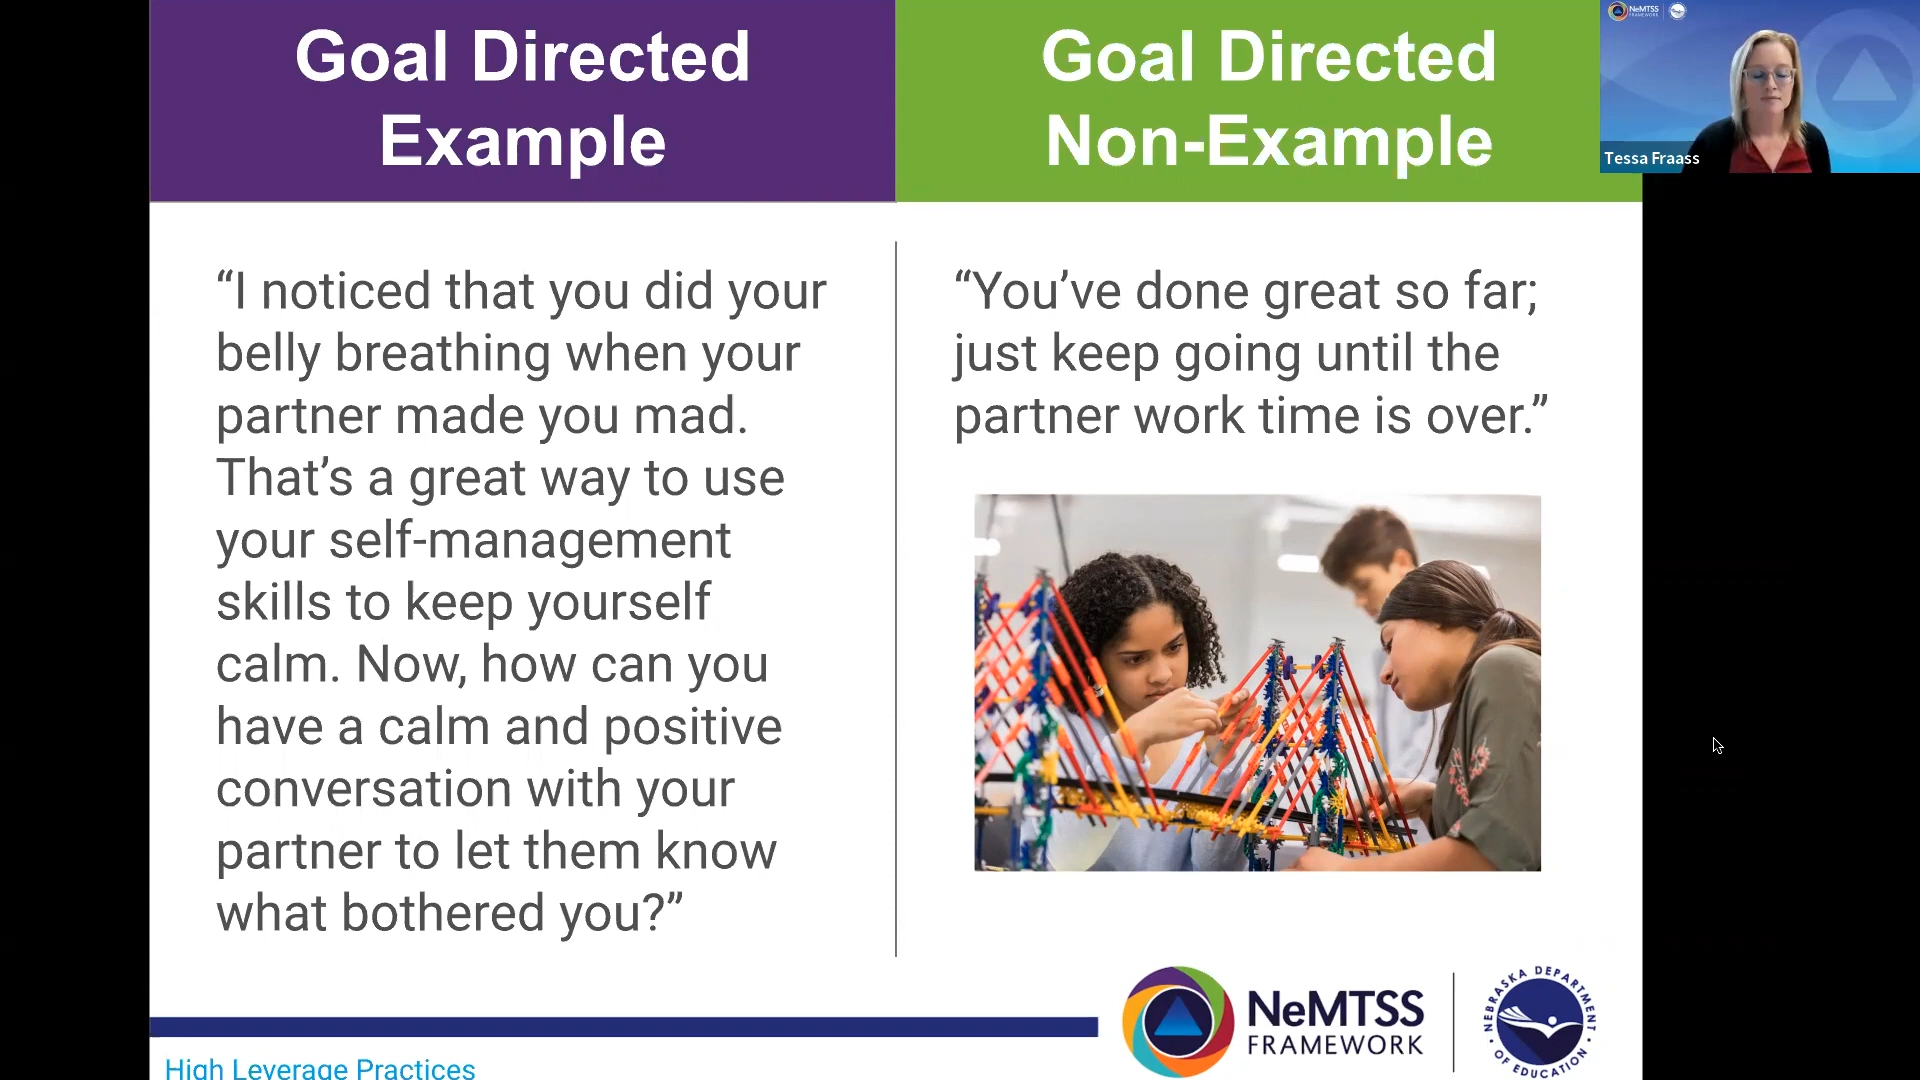 Goal Directed
Example
Goal Directed
Non-Example
NeMTSS
FRAMEWORK
Tessa Fraass
“I noticed that you did your
belly breathing when your
partner made you mad.
That’s a great way to use
your self-management
skills to keep yourself
calm. Now, how can you
have a calm and positive
conversation with your
partner to let them know
what bothered you?”
“You’ve done great so far;
just keep going until the
partner work time is over.”
NeMTSS
FRAMEWORK
NEBRASKA DEPARTMENT
OF EDUCATION
High Leverage Practices